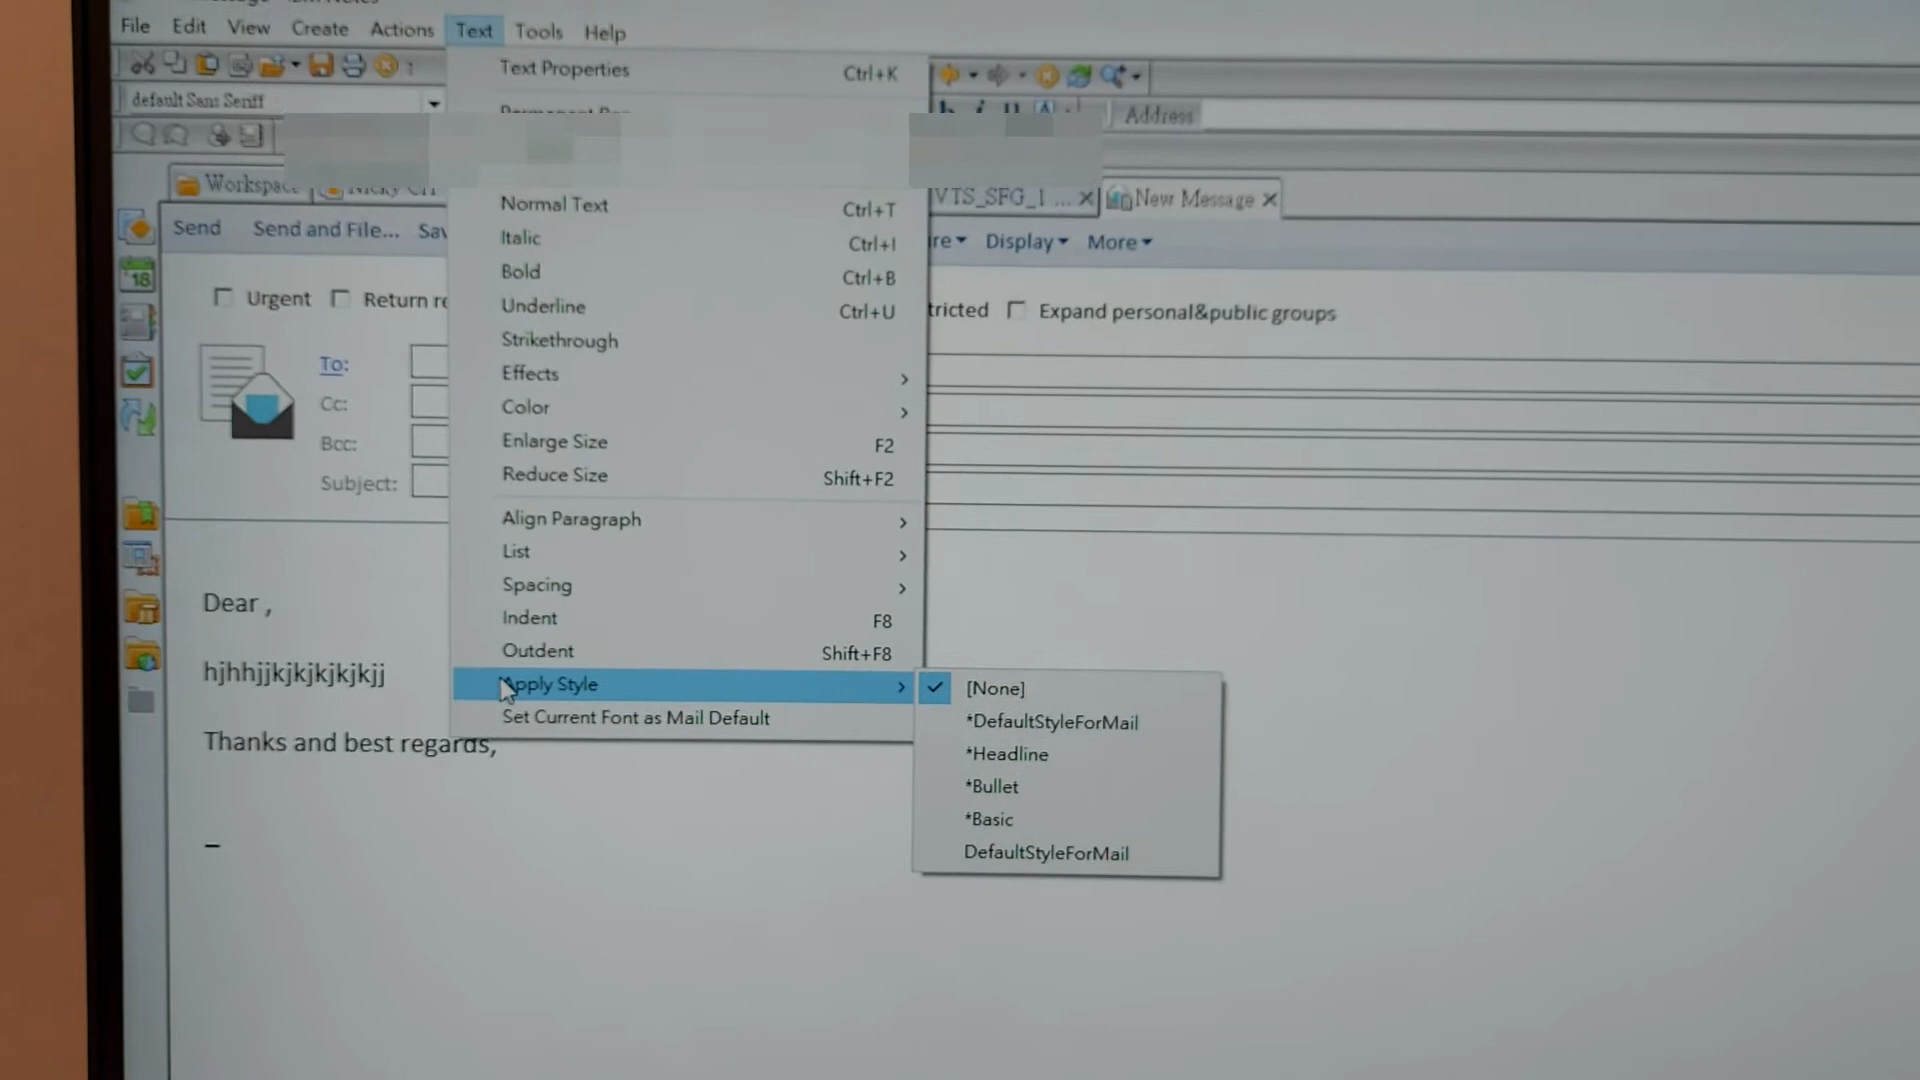 File Edit View Create Actions Text Tools Help
Text Properties Ctrl+K
default Sans Seriff
Address
Workspace
VTS_SFG_1 ...
New Message
Send Send and File...
Display More
Normal Text Ctrl+T
Italic Ctrl+I
Bold Ctrl+B
Underline Ctrl+U
Strikethrough
Effects
Color
Enlarge Size F2
Reduce Size Shift+F2
Align Paragraph
List
Spacing
Indent F8
Outdent Shift+F8
Apply Style
Set Current Font as Mail Default
18
Urgent Return re
tricted Expand personal&public groups
To:
Cc:
Bcc:
Subject:
[None]
*DefaultStyleForMail
*Headline
*Bullet
*Basic
DefaultStyleForMail
Dear ,
hjhhjjkjkjkjkjkjj
Thanks and best regards,